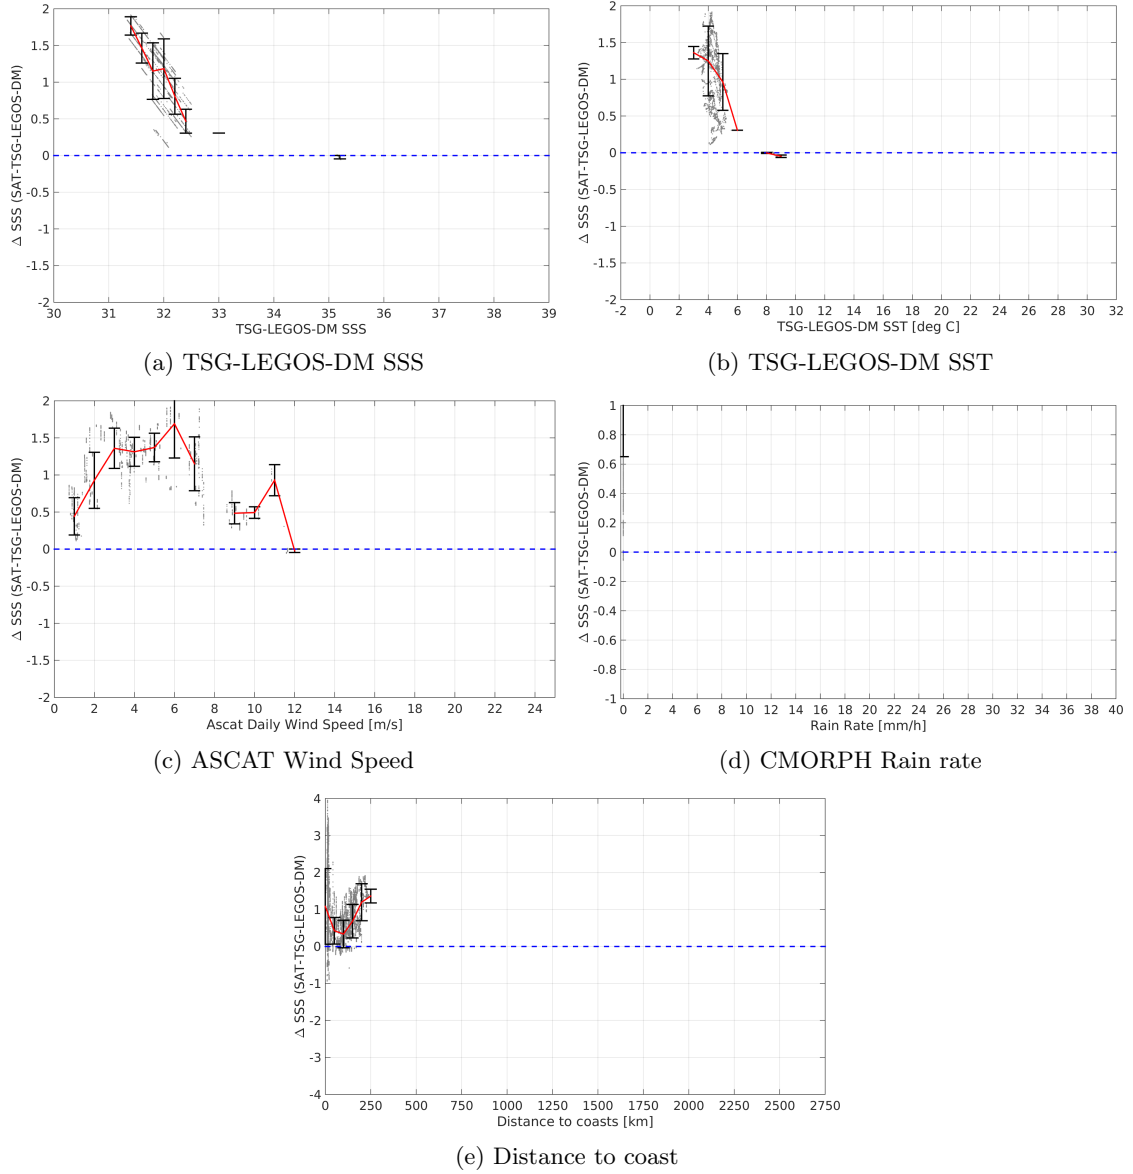 2
1.5
1
0.5
0
-0.5
-1
-1.5
-2
Δ SSS (SAT-TSG-LEGOS-DM)
30 31 32 33 34 35 36 37 38 39
TSG-LEGOS-DM SSS
(a) TSG-LEGOS-DM SSS
2
1.5
1
0.5
0
-0.5
-1
-1.5
-2
Δ SSS (SAT-TSG-LEGOS-DM)
-2 0 2 4 6 8 10 12 14 16 18 20 22 24 26 28 30 32
TSG-LEGOS-DM SST [deg C]
(b) TSG-LEGOS-DM SST
2
1.5
1
0.5
0
-0.5
-1
-1.5
-2
Δ SSS (SAT-TSG-LEGOS-DM)
0 2 4 6 8 10 12 14 16 18 20 22 24
Ascat Daily Wind Speed [m/s]
(c) ASCAT Wind Speed
1
0.8
0.6
0.4
0.2
0
-0.2
-0.4
-0.6
-0.8
-1
Δ SSS (SAT-TSG-LEGOS-DM)
0 2 4 6 8 10 12 14 16 18 20 22 24 26 28 30 32 34 36 38 40
Rain Rate [mm/h]
(d) CMORPH Rain rate
4
3
2
1
0
-1
-2
-3
-4
Δ SSS (SAT-TSG-LEGOS-DM)
0 250 500 750 1000 1250 1500 1750 2000 2250 2500 2750
Distance to coasts [km]
(e) Distance to coast